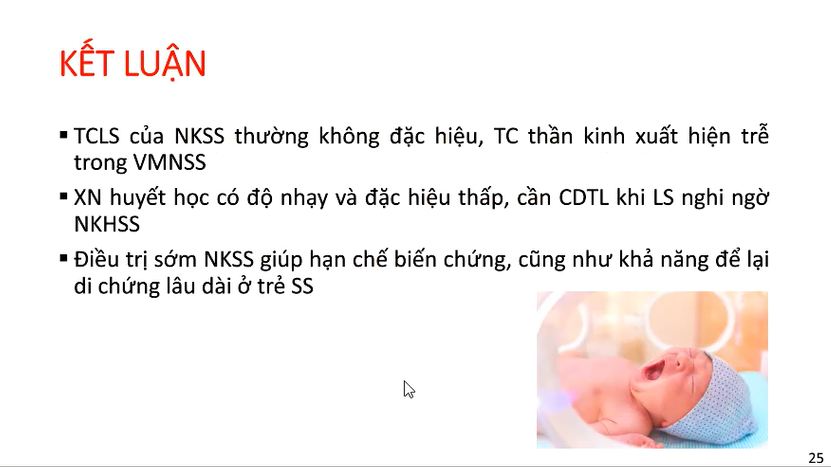 KẾT LUẬN
▪ TCLS của NKSS thường không đặc hiệu, TC thần kinh xuất hiện trễ
trong VMNSS
▪ XN huyết học có độ nhạy và đặc hiệu thấp, cần CDTL khi LS nghi ngờ
NKHSS
▪ Điều trị sớm NKSS giúp hạn chế biến chứng, cũng như khả năng để lại
di chứng lâu dài ở trẻ SS
25